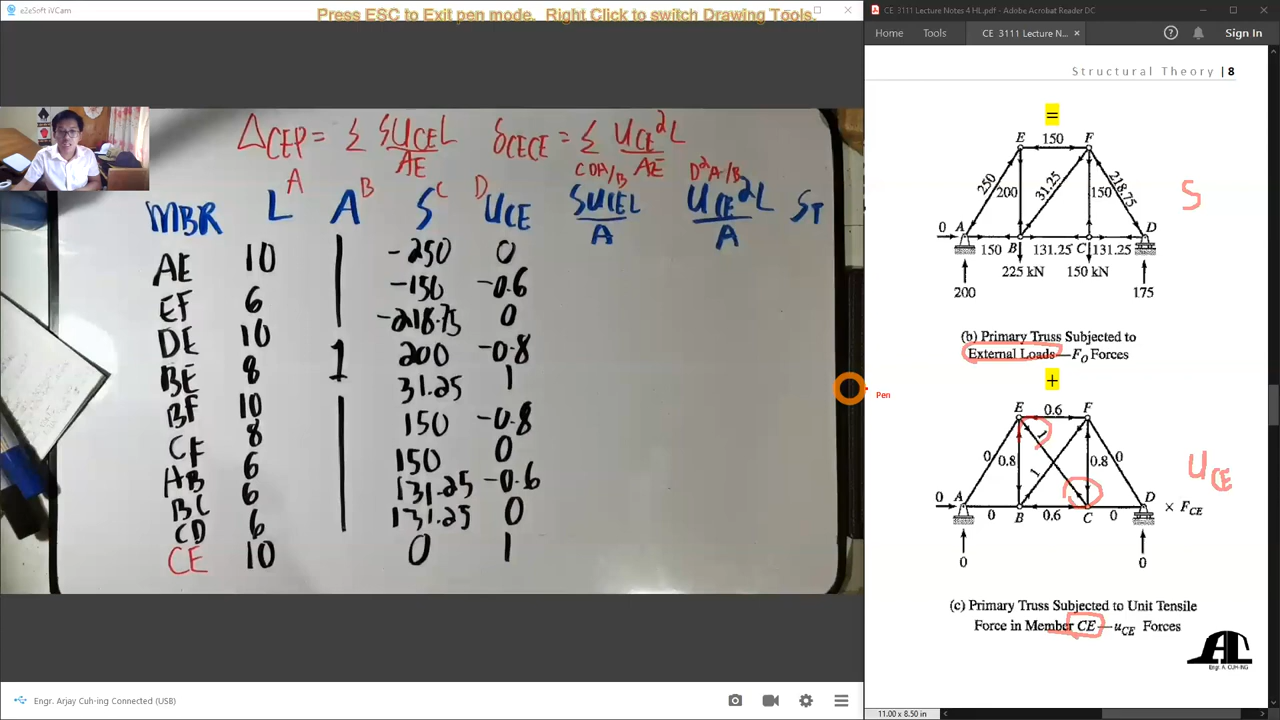 e2eSoft iVCam
Press ESC to Exit pen mode. Right Click to switch Drawing Tools.
CE 3111 Lecture Notes 4 HL.pdf - Adobe Acrobat Reader DC
Home Tools CE 3111 Lecture N... × Sign In
ΔCEP = Σ SUCEL/AE δCECE = Σ UCE²L/AE
A B C D CDA/B D²A/B
MBR L A S UCE SUCEL/A UCE²L/A ST
AE 10 -250 0
EF 6 -150 -0.6
DE 10 -218.75 0
BE 8 1 200 -0.8
BF 10 31.25 1
CF 8 150 -0.8
AB 6 150 0
BC 6 131.25 -0.6
CD 6 131.25 0
CE 10 0 1
Pen
Structural Theory | 8
=
E 150 F
250 200 31.25 150 218.75
S
0 A B C D
150 131.25 131.25
225 kN 150 kN
200 175
(b) Primary Truss Subjected to
External Loads—FO Forces
+
E 0.6 F
0 0.8 1 1 0.8 0
UCE
0 A B C D × FCE
0 0.6 0
0 0
(c) Primary Truss Subjected to Unit Tensile
Force in Member CE—uCE Forces
AC
Engr. A. CUH-ING
Engr. Arjay Cuh-ing Connected (USB)
11.00 x 8.50 in